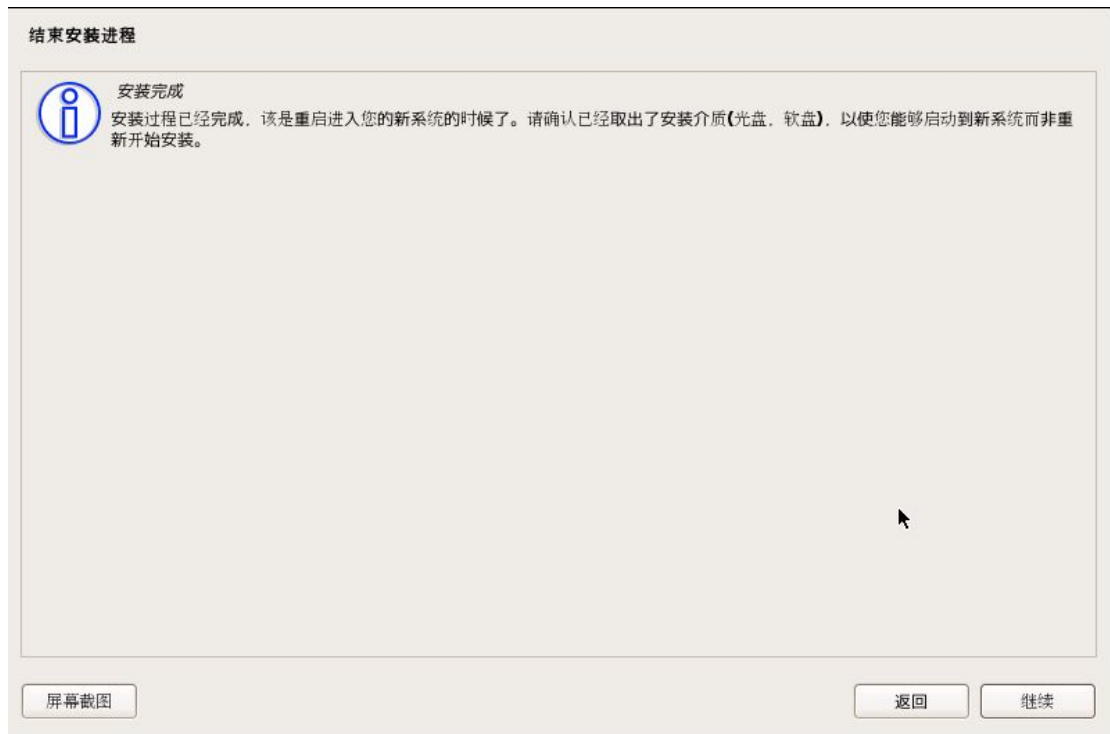 结束安装进程
安装完成
安装过程已经完成，该是重启进入您的新系统的时候了。请确认已经取出了安装介质(光盘，软盘)，以使您能够启动到新系统而非重
新开始安装。
屏幕截图
返回
继续